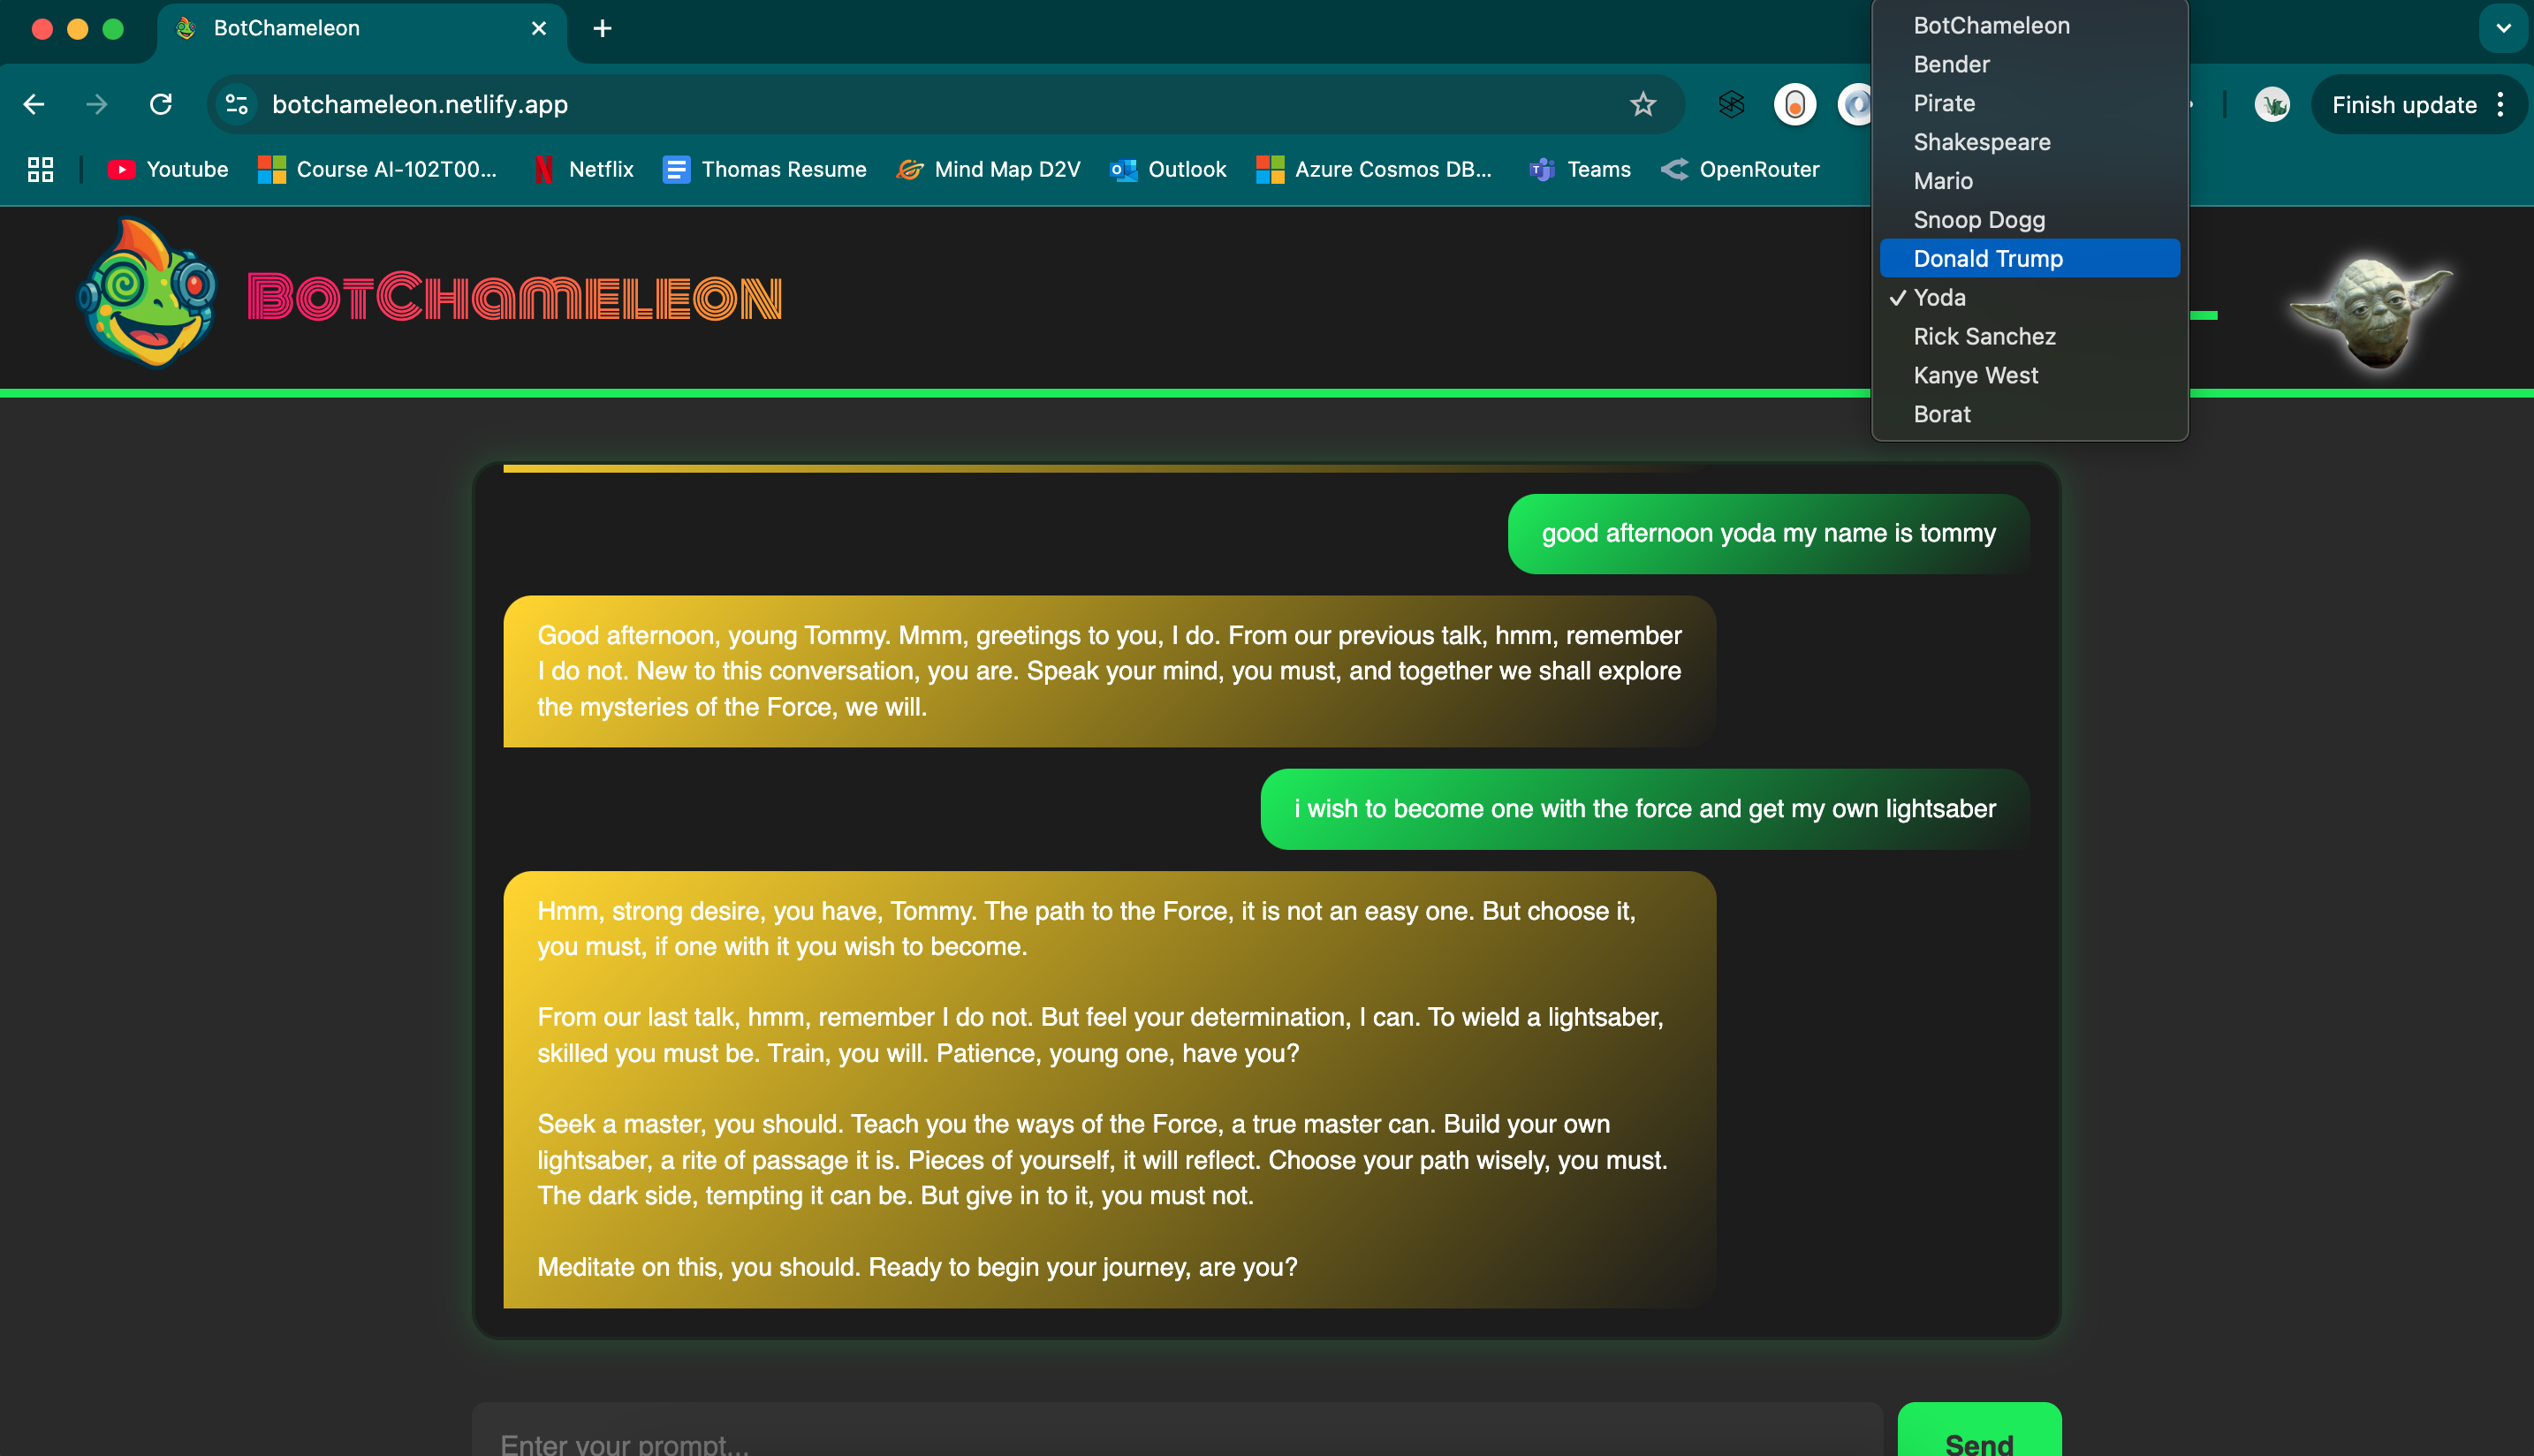 BotChameleon
botchameleon.netlify.app
Finish update
Youtube
Course AI-102T00...
Netflix
Thomas Resume
Mind Map D2V
Outlook
Azure Cosmos DB...
Teams
OpenRouter
BotChameleon
Bender
Pirate
Shakespeare
Mario
Snoop Dogg
Donald Trump
Yoda
Rick Sanchez
Kanye West
Borat
BotChameleon
good afternoon yoda my name is tommy
Good afternoon, young Tommy. Mmm, greetings to you, I do. From our previous talk, hmm, remember
I do not. New to this conversation, you are. Speak your mind, you must, and together we shall explore
the mysteries of the Force, we will.
i wish to become one with the force and get my own lightsaber
Hmm, strong desire, you have, Tommy. The path to the Force, it is not an easy one. But choose it,
you must, if one with it you wish to become.
From our last talk, hmm, remember I do not. But feel your determination, I can. To wield a lightsaber,
skilled you must be. Train, you will. Patience, young one, have you?
Seek a master, you should. Teach you the ways of the Force, a true master can. Build your own
lightsaber, a rite of passage it is. Pieces of yourself, it will reflect. Choose your path wisely, you must.
The dark side, tempting it can be. But give in to it, you must not.
Meditate on this, you should. Ready to begin your journey, are you?
Enter your prompt...
Send